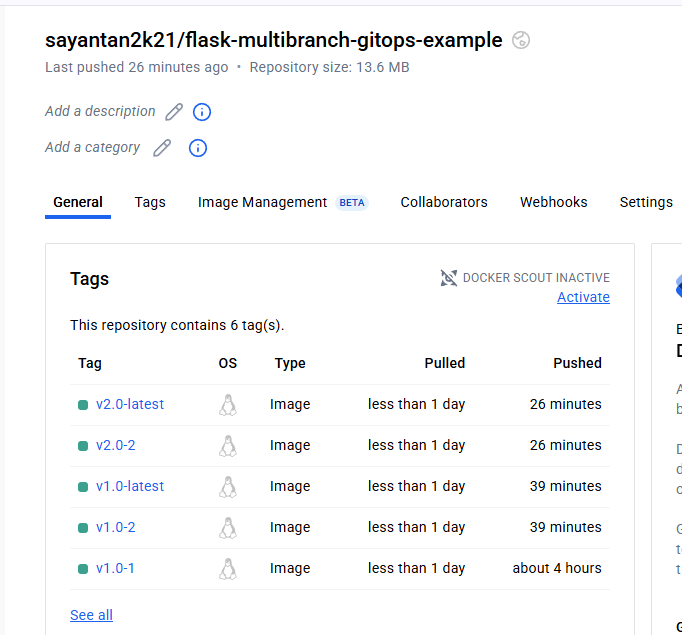 sayantan2k21/flask-multibranch-gitops-example
Last pushed 26 minutes ago • Repository size: 13.6 MB
Add a description
Add a category
General Tags Image Management BETA Collaborators Webhooks Settings
Tags
DOCKER SCOUT INACTIVE
Activate
This repository contains 6 tag(s).
Tag OS Type Pulled Pushed
v2.0-latest Image less than 1 day 26 minutes
v2.0-2 Image less than 1 day 26 minutes
v1.0-latest Image less than 1 day 39 minutes
v1.0-2 Image less than 1 day 39 minutes
v1.0-1 Image less than 1 day about 4 hours
See all